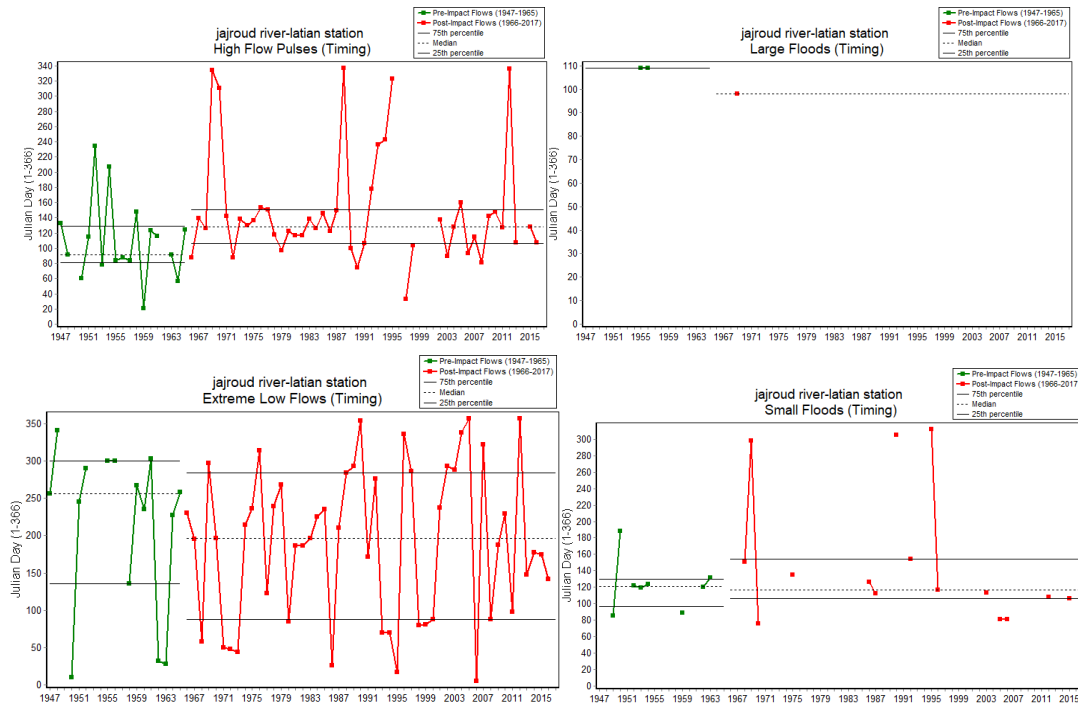 jajroud river-latian station
High Flow Pulses (Timing)
Pre-Impact Flows (1947-1965)
Post-Impact Flows (1966-2017)
75th percentile
Median
25th percentile
Julian Day (1-366)
340
320
300
280
260
240
220
200
180
160
140
120
100
80
60
40
20
0
1947 1951 1955 1959 1963 1967 1971 1975 1979 1983 1987 1991 1995 1999 2003 2007 2011 2015
jajroud river-latian station
Large Floods (Timing)
Pre-Impact Flows (1947-1965)
Post-Impact Flows (1966-2017)
75th percentile
Median
25th percentile
Julian Day (1-366)
110
100
90
80
70
60
50
40
30
20
10
0
1947 1951 1955 1959 1963 1967 1971 1975 1979 1983 1987 1991 1995 1999 2003 2007 2011 2015
jajroud river-latian station
Extreme Low Flows (Timing)
Pre-Impact Flows (1947-1965)
Post-Impact Flows (1966-2017)
75th percentile
Median
25th percentile
Julian Day (1-366)
350
300
250
200
150
100
50
0
1947 1951 1955 1959 1963 1967 1971 1975 1979 1983 1987 1991 1995 1999 2003 2007 2011 2015
jajroud river-latian station
Small Floods (Timing)
Pre-Impact Flows (1947-1965)
Post-Impact Flows (1966-2017)
75th percentile
Median
25th percentile
Julian Day (1-366)
300
280
260
240
220
200
180
160
140
120
100
80
60
40
20
0
1947 1951 1955 1959 1963 1967 1971 1975 1979 1983 1987 1991 1995 1999 2003 2007 2011 2015